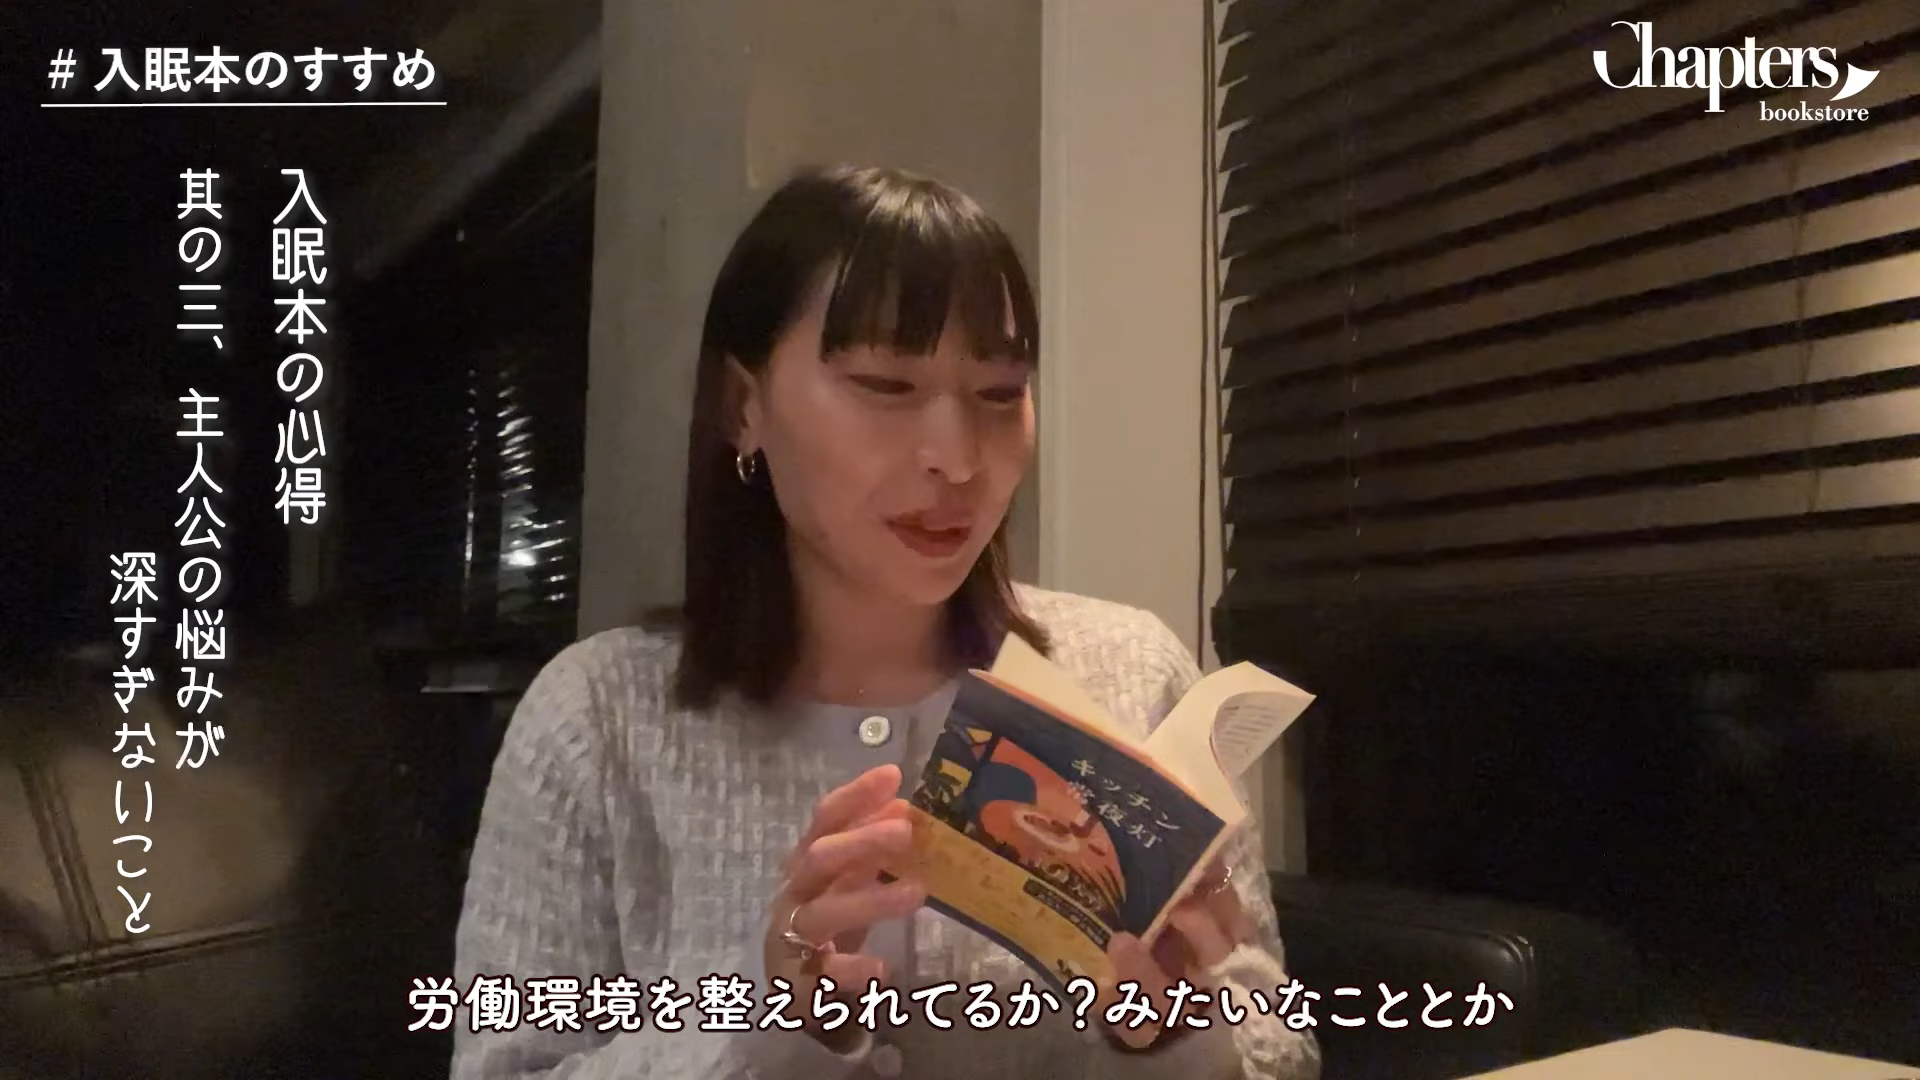 # 入眠本のすすめ
Chapters
bookstore
入眠本の心得
其の三、主人公の悩みが
深すぎないこと
キッチン
常夜灯
労働環境を整えられてるか？みたいなこととか